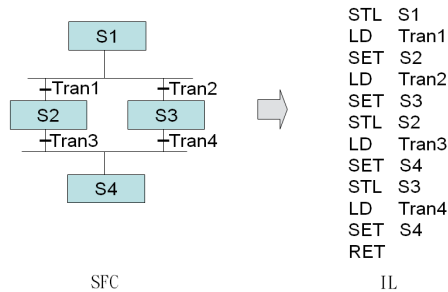 S1
Tran1 Tran2
S2 S3
Tran3 Tran4
S4
SFC
STL S1
LD Tran1
SET S2
LD Tran2
SET S3
STL S2
LD Tran3
SET S4
STL S3
LD Tran4
SET S4
RET
IL